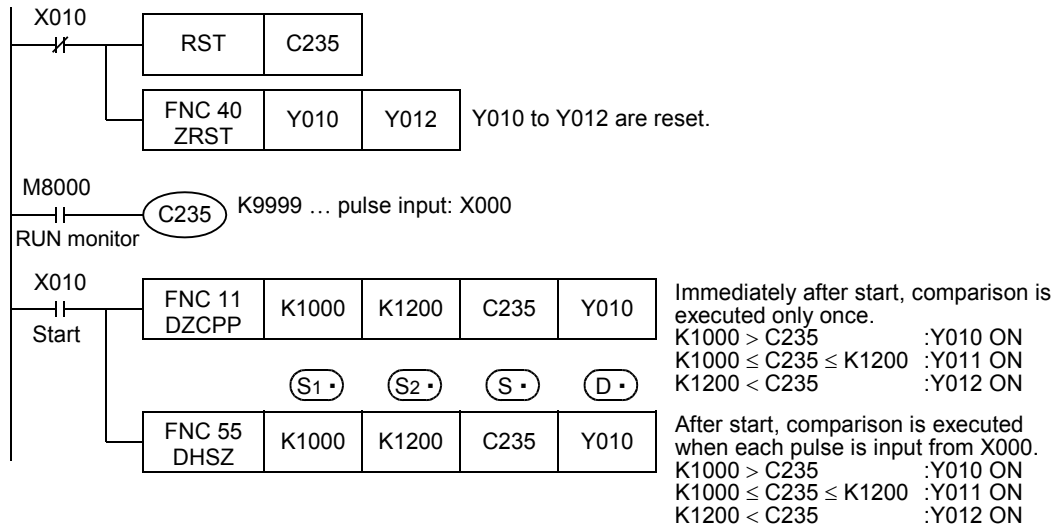 X010
RST C235
FNC 40
ZRST Y010 Y012 Y010 to Y012 are reset.
M8000
C235 K9999 … pulse input: X000
RUN monitor
X010
Start
FNC 11
DZCPP K1000 K1200 C235 Y010
Immediately after start, comparison is
executed only once.
K1000 > C235 :Y010 ON
K1000 ≤ C235 ≤ K1200 :Y011 ON
K1200 < C235 :Y012 ON
S1 · S2 · S · D ·
FNC 55
DHSZ K1000 K1200 C235 Y010
After start, comparison is executed
when each pulse is input from X000.
K1000 > C235 :Y010 ON
K1000 ≤ C235 ≤ K1200 :Y011 ON
K1200 < C235 :Y012 ON